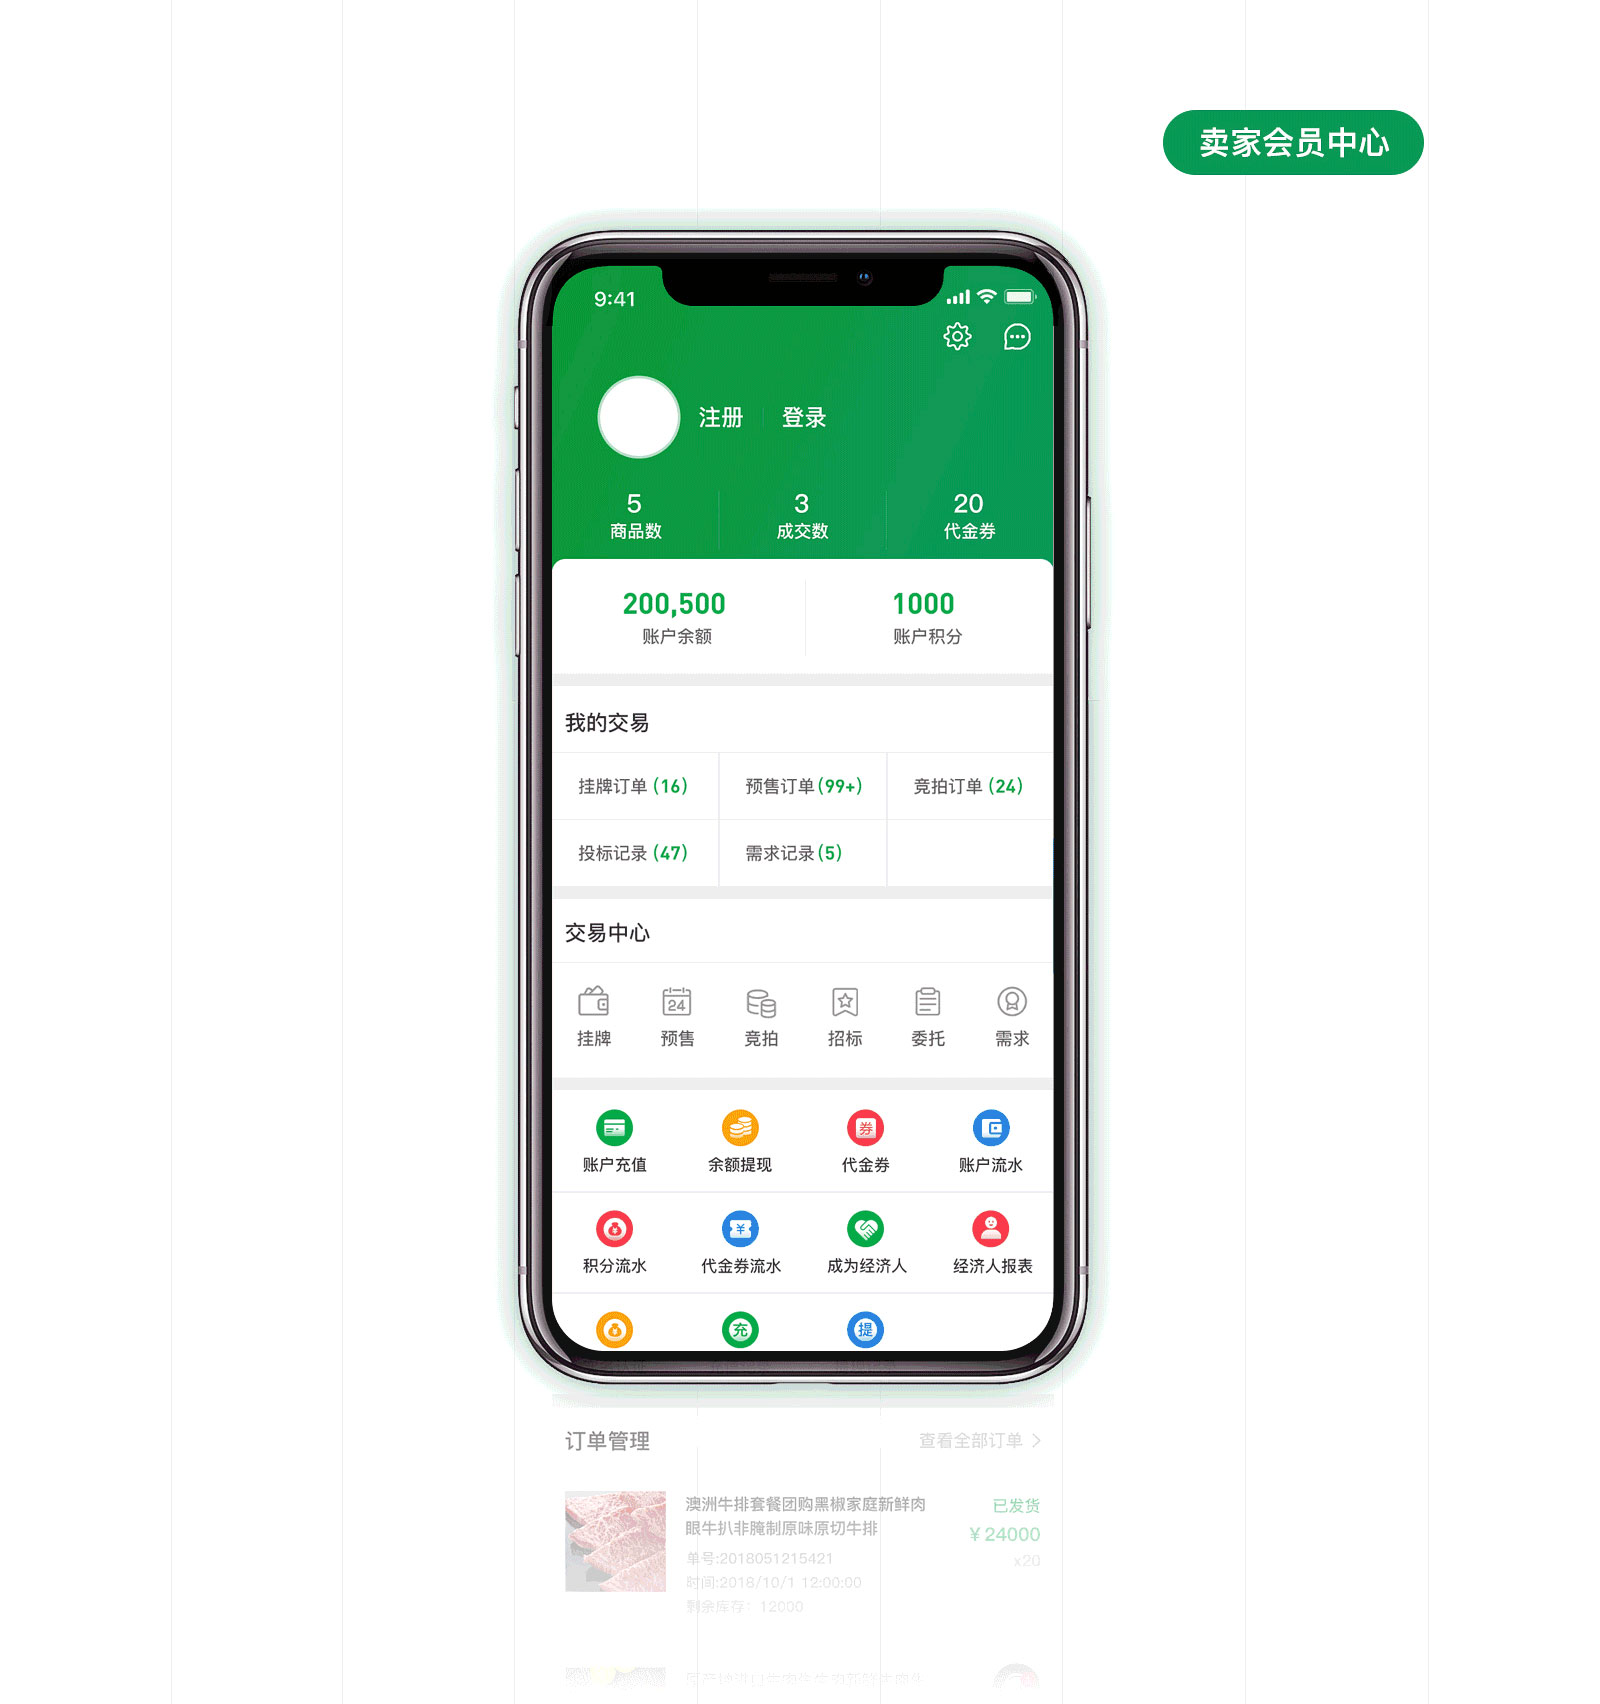 卖家会员中心
9:41
注册 登录
5 3 20
商品数 成交数 代金券
200,500 1000
账户余额 账户积分
我的交易
挂牌订单 (16) 预售订单 (99+) 竞拍订单 (24)
投标记录 (47) 需求记录 (5)
交易中心
24
挂牌 预售 竞拍 招标 委托 需求
券
账户充值 余额提现 代金券 账户流水
¥ ¥
积分流水 代金券流水 成为经济人 经济人报表
¥ 充 提
订单管理 查看全部订单
澳洲牛排套餐团购黑椒家庭新鲜肉 已发货
眼牛扒非腌制原味原切牛排 ¥ 24000
单号:2018051215421 x20
时间:2018/10/1 12:00:00
剩余库存：12000